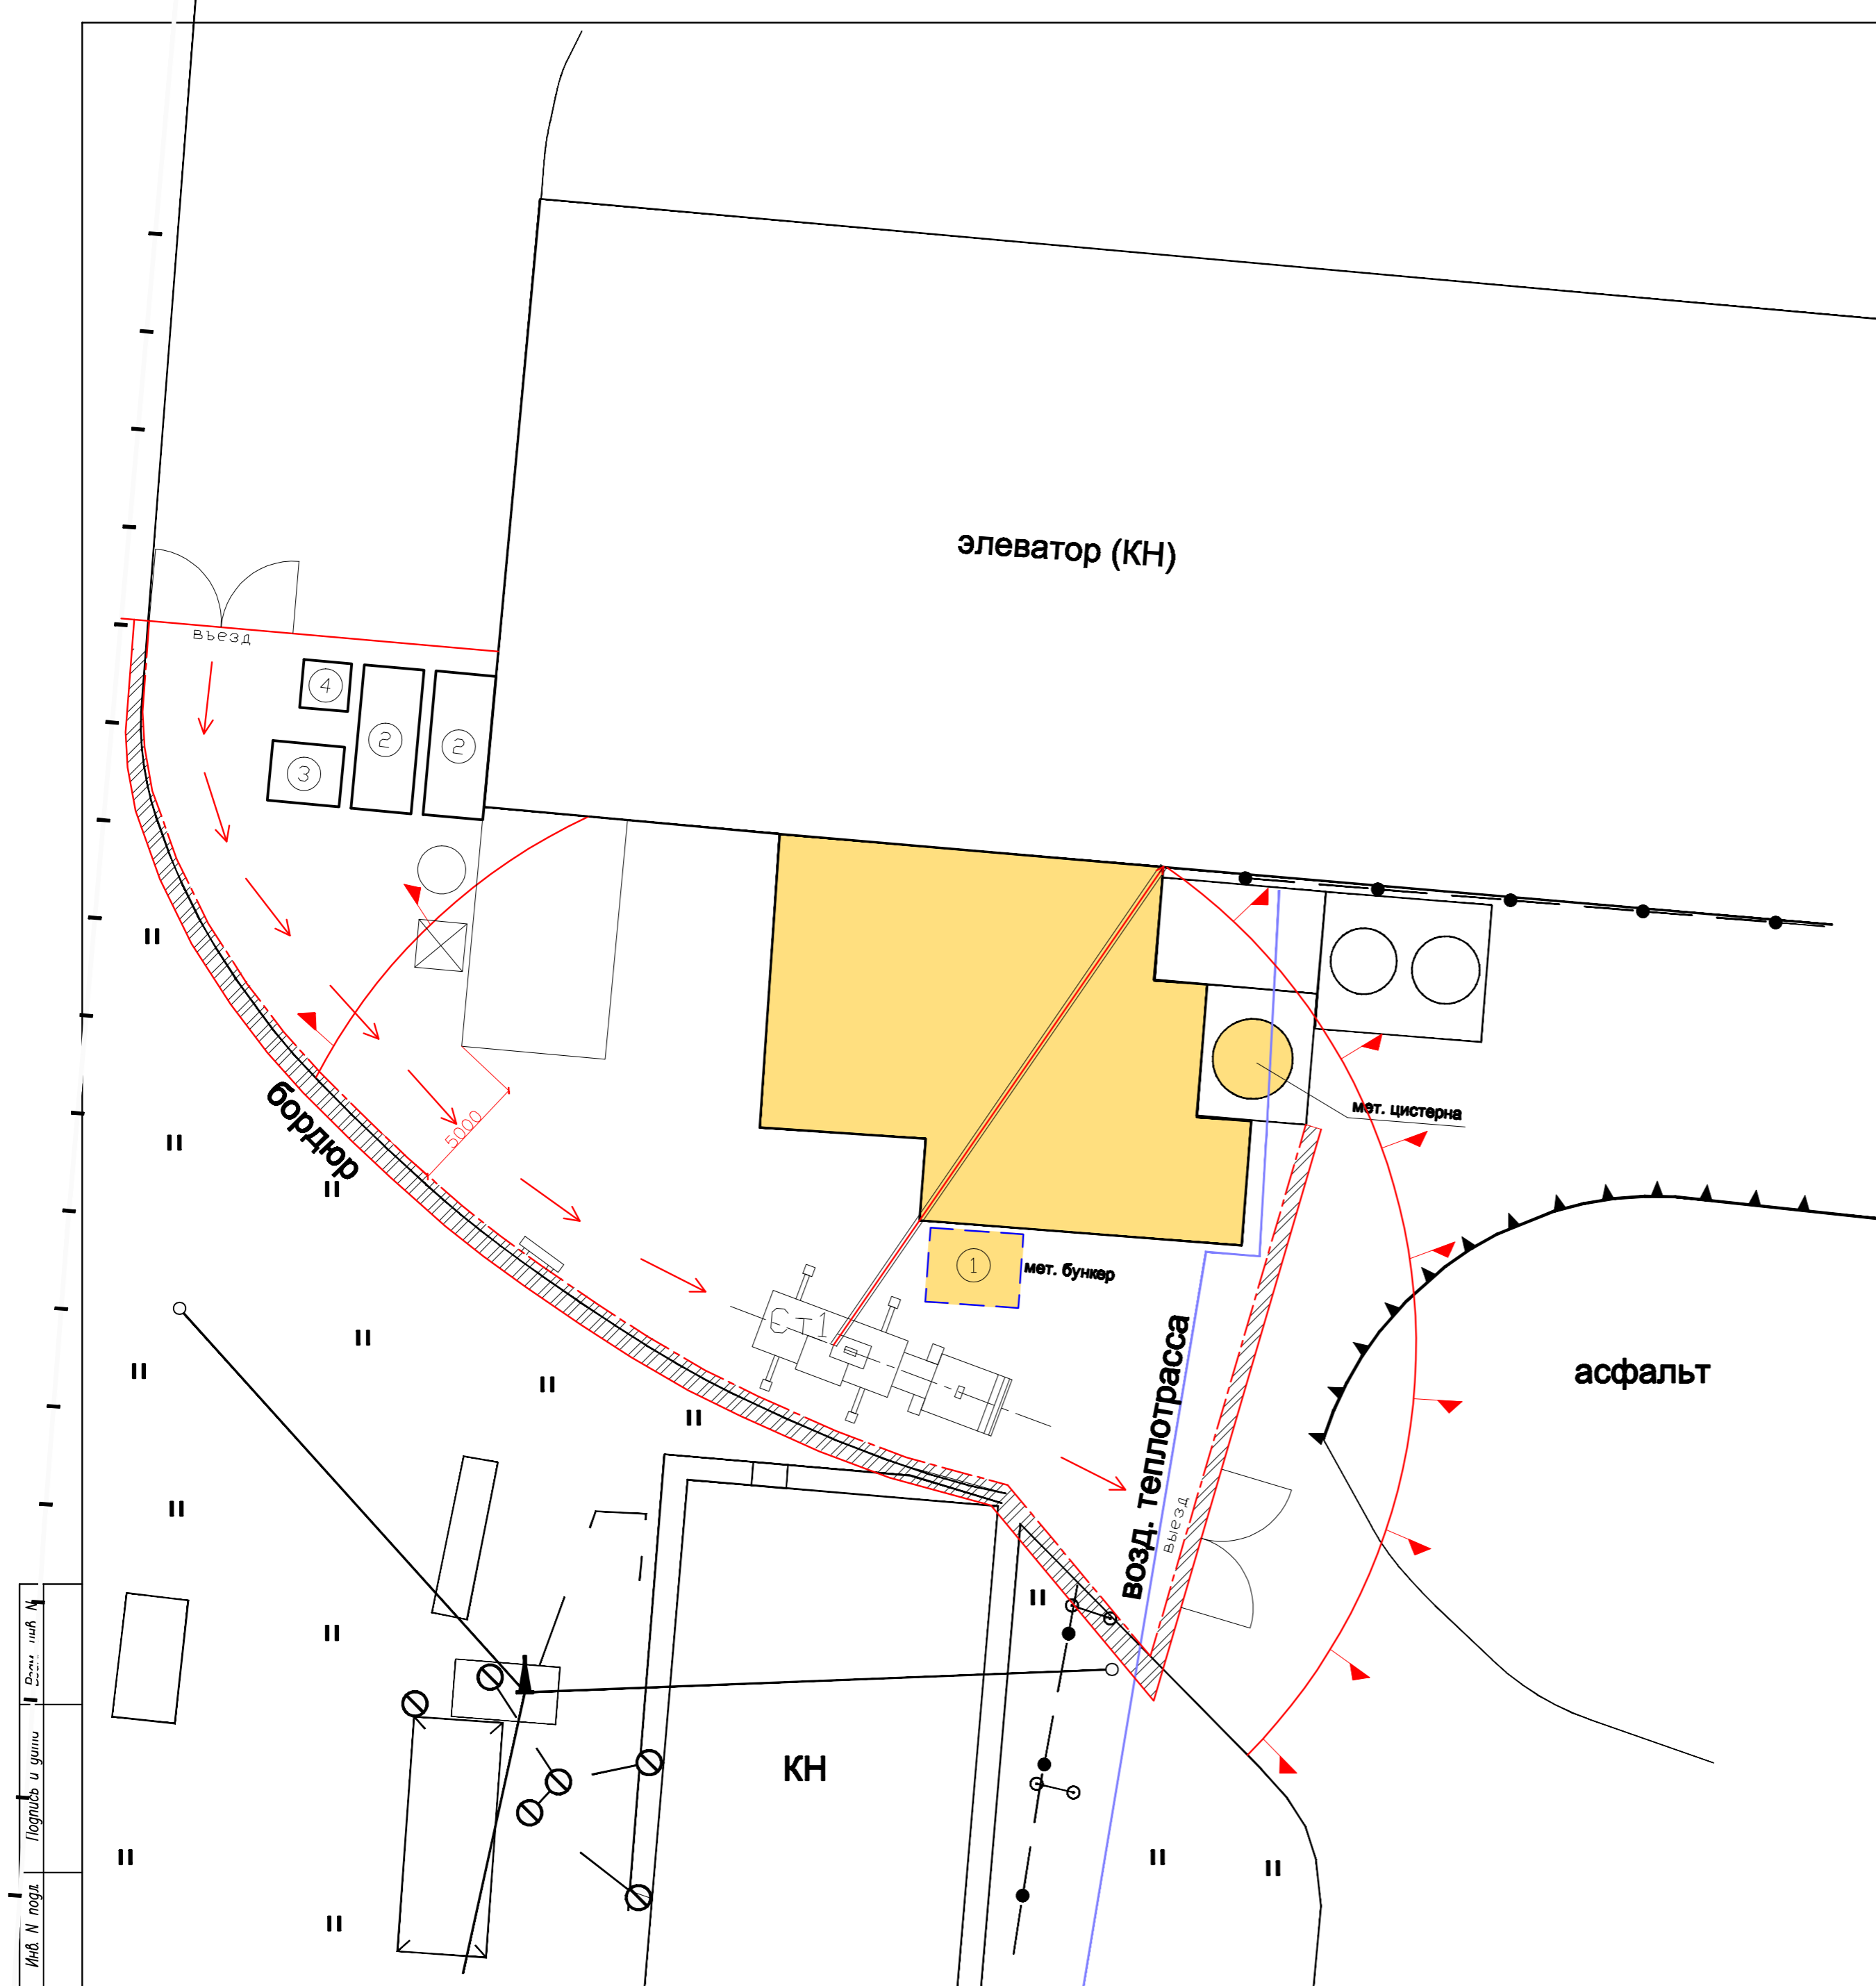 элеватор (КН)
въезд
4
2
2
3
бордюр
5000
мет. цистерна
1
мет. бункер
Ст1
возд. теплотрасса
выезд
асфальт
КН
Подпись и дата
Инв. N подл.